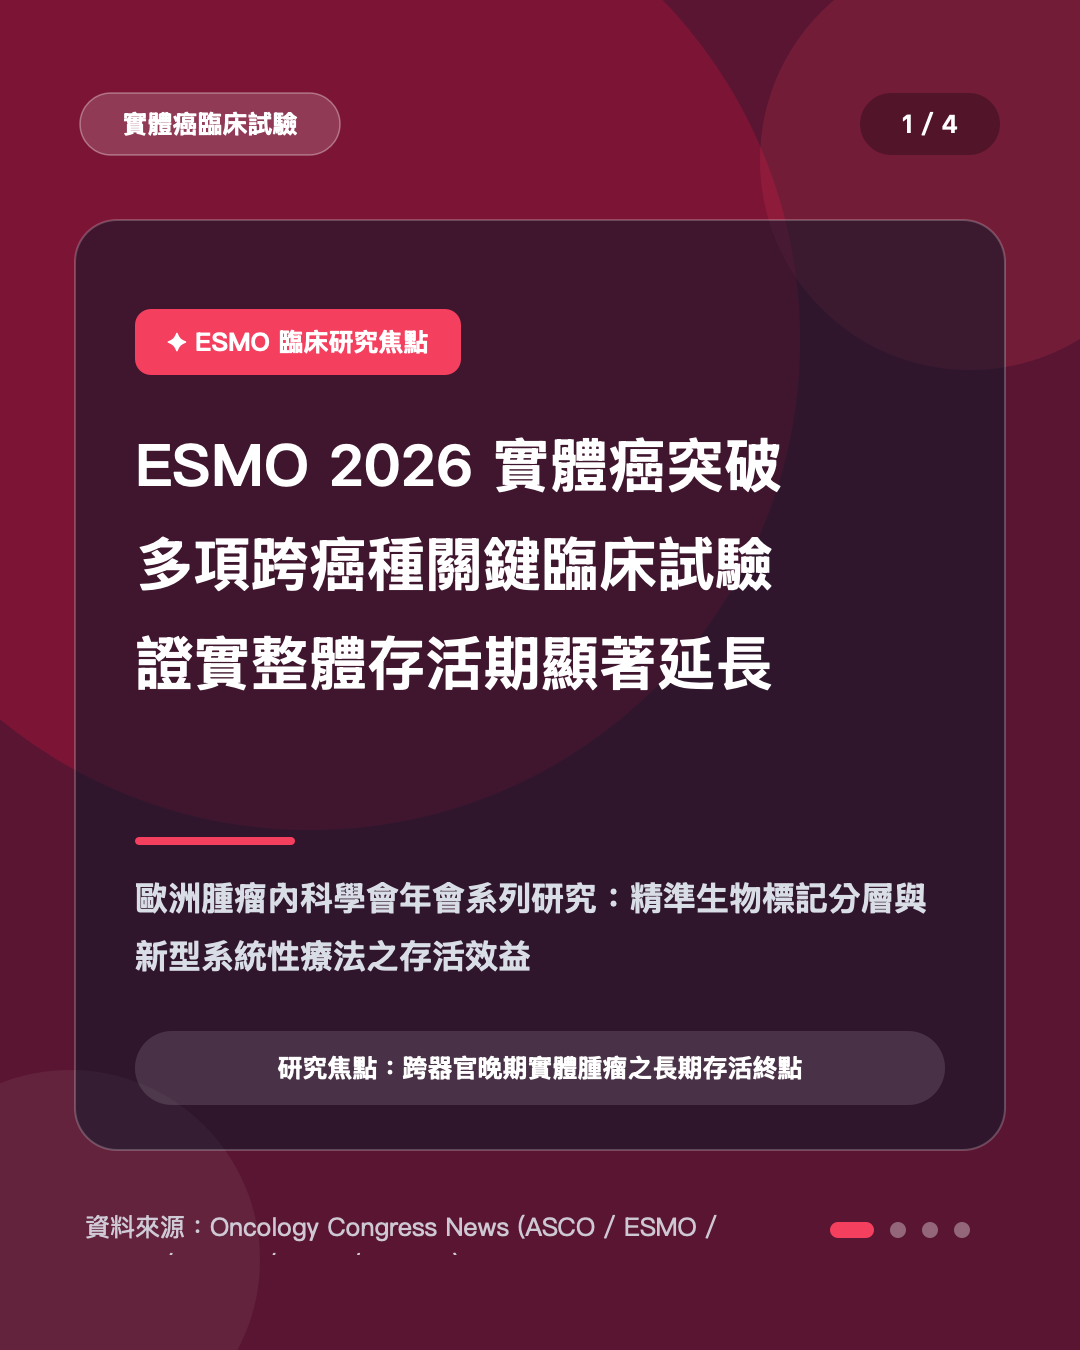 實體癌臨床試驗
1 / 4
✦ ESMO 臨床研究焦點
ESMO 2026 實體癌突破
多項跨癌種關鍵臨床試驗
證實整體存活期顯著延長
歐洲腫瘤內科學會年會系列研究：精準生物標記分層與
新型系統性療法之存活效益
研究焦點：跨器官晚期實體腫瘤之長期存活終點
資料來源：Oncology Congress News (ASCO / ESMO /